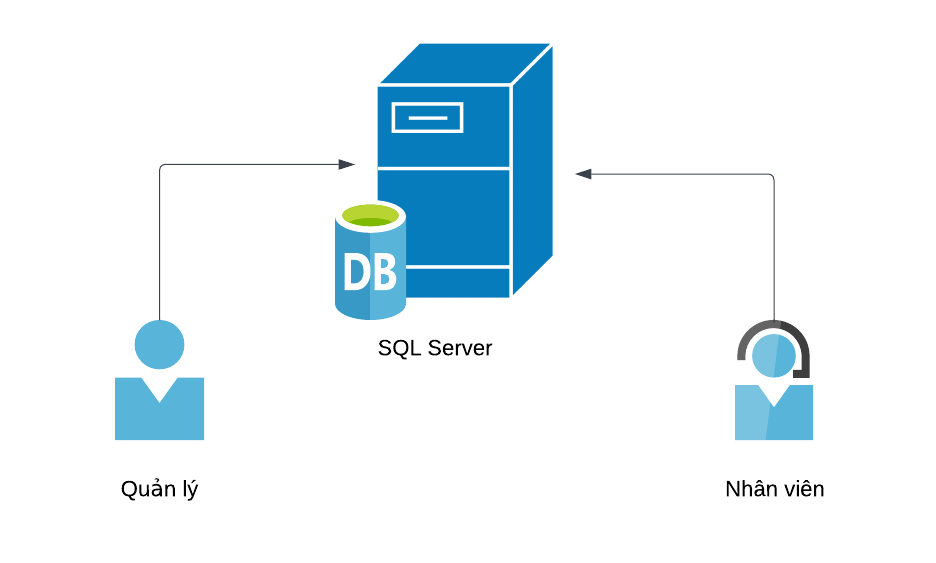 DB
SQL Server
Quản lý
Nhân viên